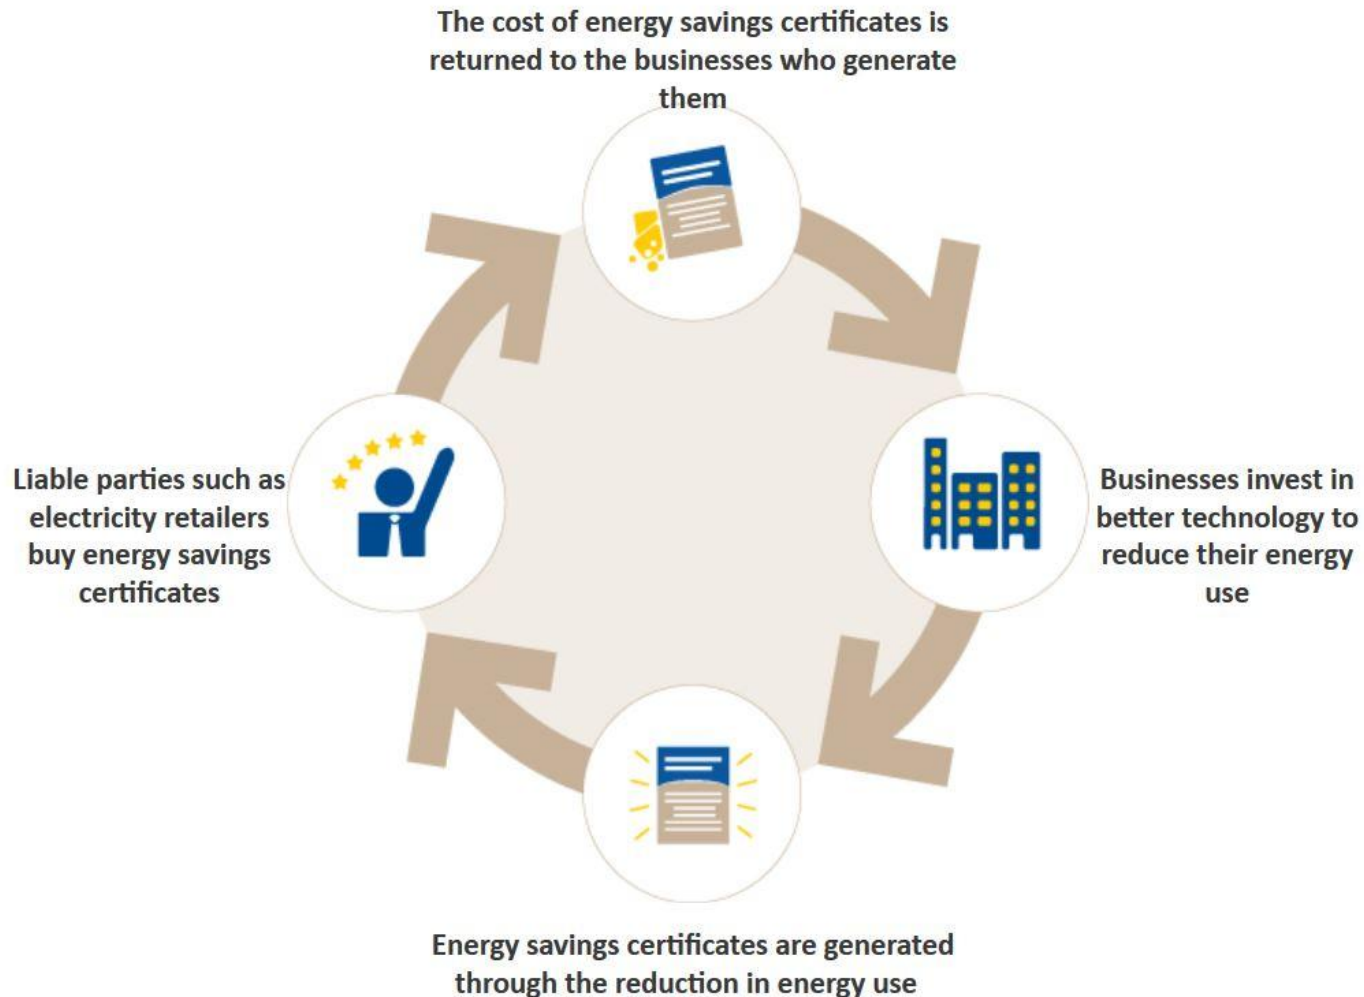 The cost of energy savings certificates is
returned to the businesses who generate
them
Liable parties such as
electricity retailers
buy energy savings
certificates
Businesses invest in
better technology to
reduce their energy
use
Energy savings certificates are generated
through the reduction in energy use